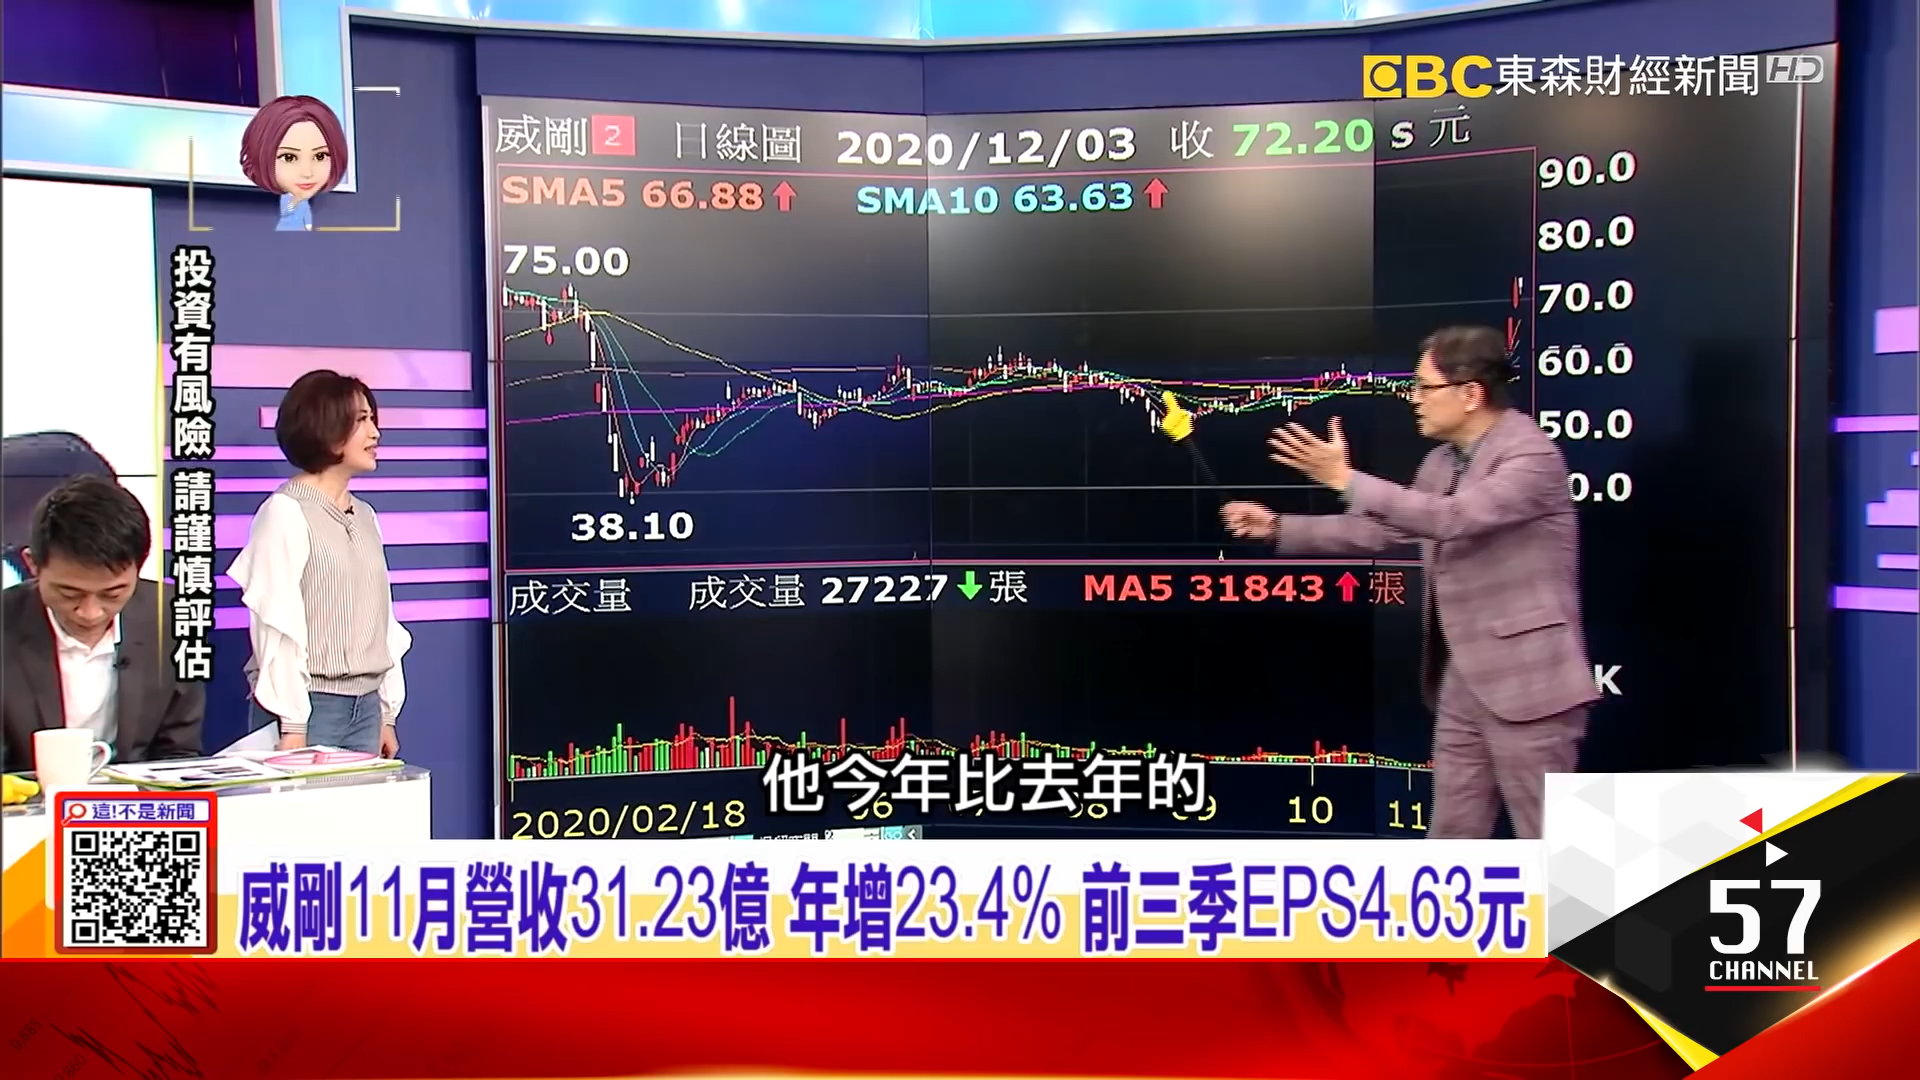 EBC東森財經新聞HD
威剛2 日線圖 2020/12/03 收 72.20 s 元
SMA5 66.88↑ SMA10 63.63↑
90.0
80.0
75.00
70.0
60.0
50.0
0.0
38.10
投資有風險 請謹慎評估
成交量 成交量 27227↓張 MA5 31843↑張
K
他今年比去年的
2020/02/18
10
11
這!不是新聞
威剛11月營收31.23億 年增23.4% 前三季EPS4.63元
57
CHANNEL